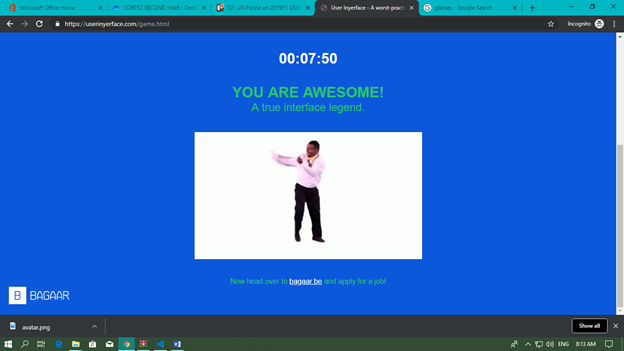 Microsoft Office Home
CORTEZ SECOND YEAR - One
Q1: UX Puzzle on 201911 USI
User Inyerface - A worst-practi
glasses - Google Search
https://userinyerface.com/game.html
Incognito
00:07:50
YOU ARE AWESOME!
A true interface legend.
Now head over to bagaar.be and apply for a job!
B BAGAAR
avatar.png
Show all
ENG
8:13 AM